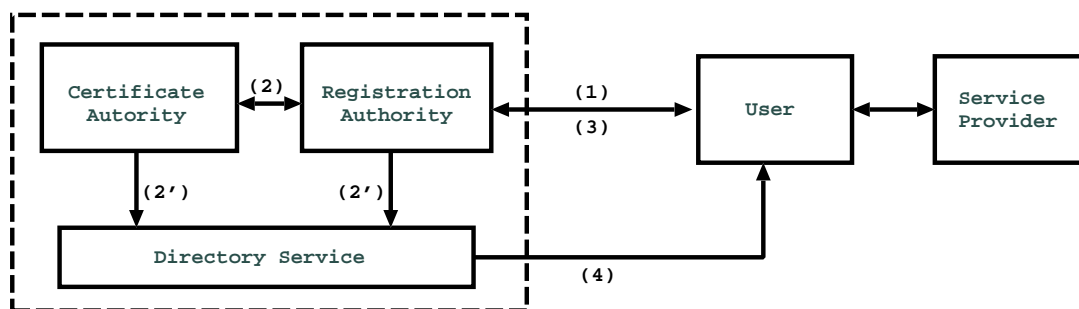 Certificate
Autority
(2)
Registration
Authority
(1)
(3)
User
Service
Provider
(2')
(2')
Directory Service
(4)